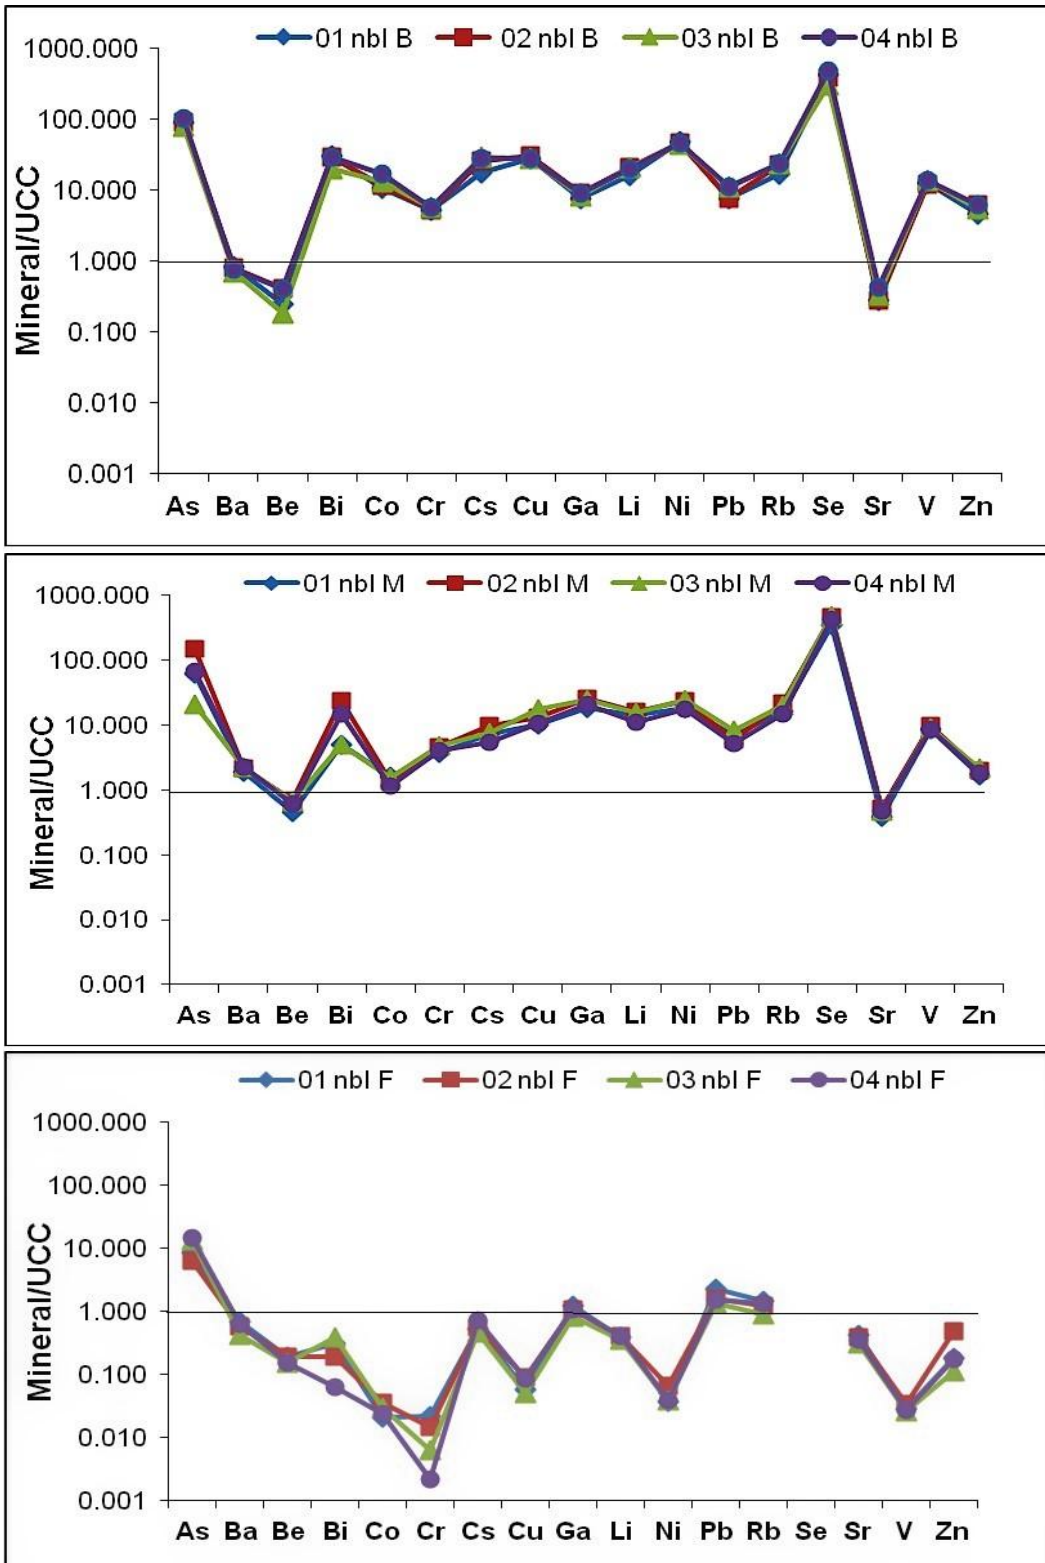 01 nbl B 02 nbl B 03 nbl B 04 nbl B
Mineral/UCC
1000.000
100.000
10.000
1.000
0.100
0.010
0.001
As Ba Be Bi Co Cr Cs Cu Ga Li Ni Pb Rb Se Sr V Zn
01 nbl M 02 nbl M 03 nbl M 04 nbl M
Mineral/UCC
1000.000
100.000
10.000
1.000
0.100
0.010
0.001
As Ba Be Bi Co Cr Cs Cu Ga Li Ni Pb Rb Se Sr V Zn
01 nbl F 02 nbl F 03 nbl F 04 nbl F
Mineral/UCC
1000.000
100.000
10.000
1.000
0.100
0.010
0.001
As Ba Be Bi Co Cr Cs Cu Ga Li Ni Pb Rb Se Sr V Zn